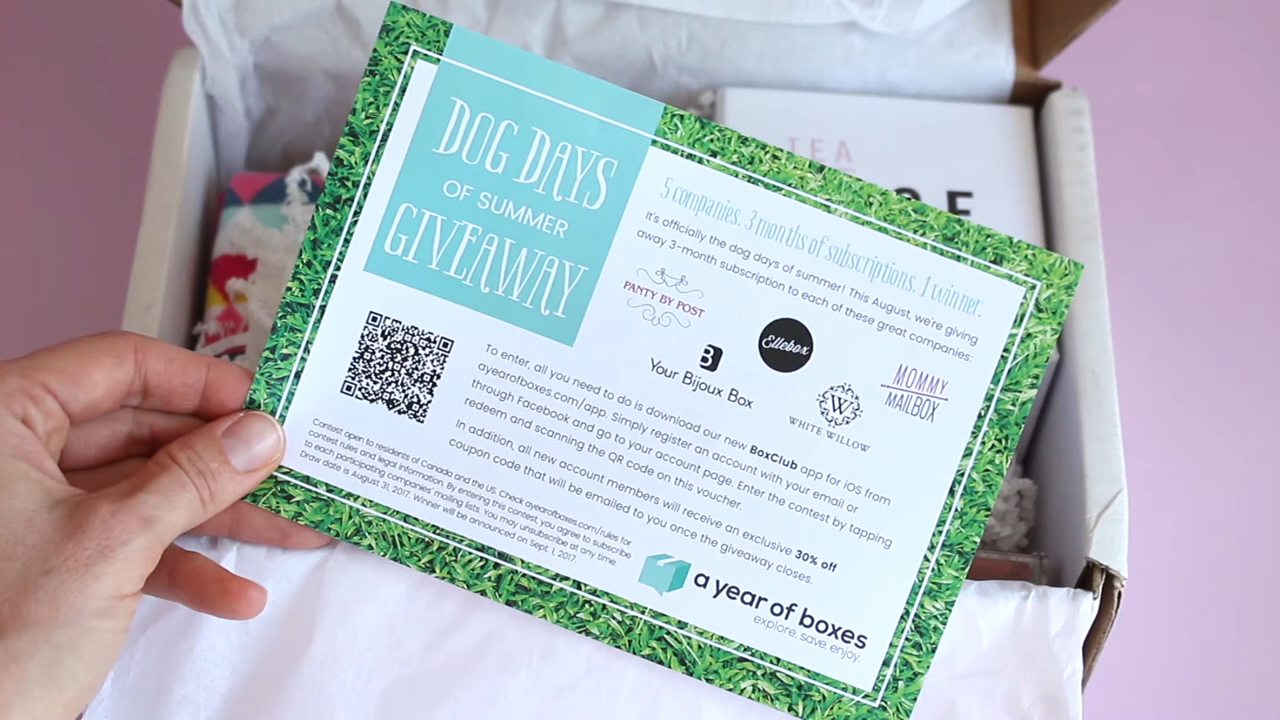 DOG DAYS
OF SUMMER
GIVEAWAY
5 companies. 3 months of subscriptions. 1 winner.
It's officially the dog days of summer! This August, we're giving
away 3-month subscription to each of these great companies:
PANTY BY POST
Ellebox
B
Your Bijoux Box
W
WHITE WILLOW
MOMMY
MAILBOX
To enter, all you need to do is download our new BoxClub app for iOS from
ayearofboxes.com/app. Simply register an account with your email or
through Facebook and go to your account page. Enter the contest by tapping
redeem and scanning the QR code on this voucher.
In addition, all new account members will receive an exclusive 30% off
coupon code that will be emailed to you once the giveaway closes.
Contest open to residents of Canada and the US. Check ayearofboxes.com/rules for
contest rules and legal information. By entering this contest, you agree to subscribe
to each participating companies' mailing lists. You may unsubscribe at any time.
Draw date is August 31, 2017. Winner will be announced on Sept. 1, 2017.
a year of boxes
explore. save. enjoy.
TEA